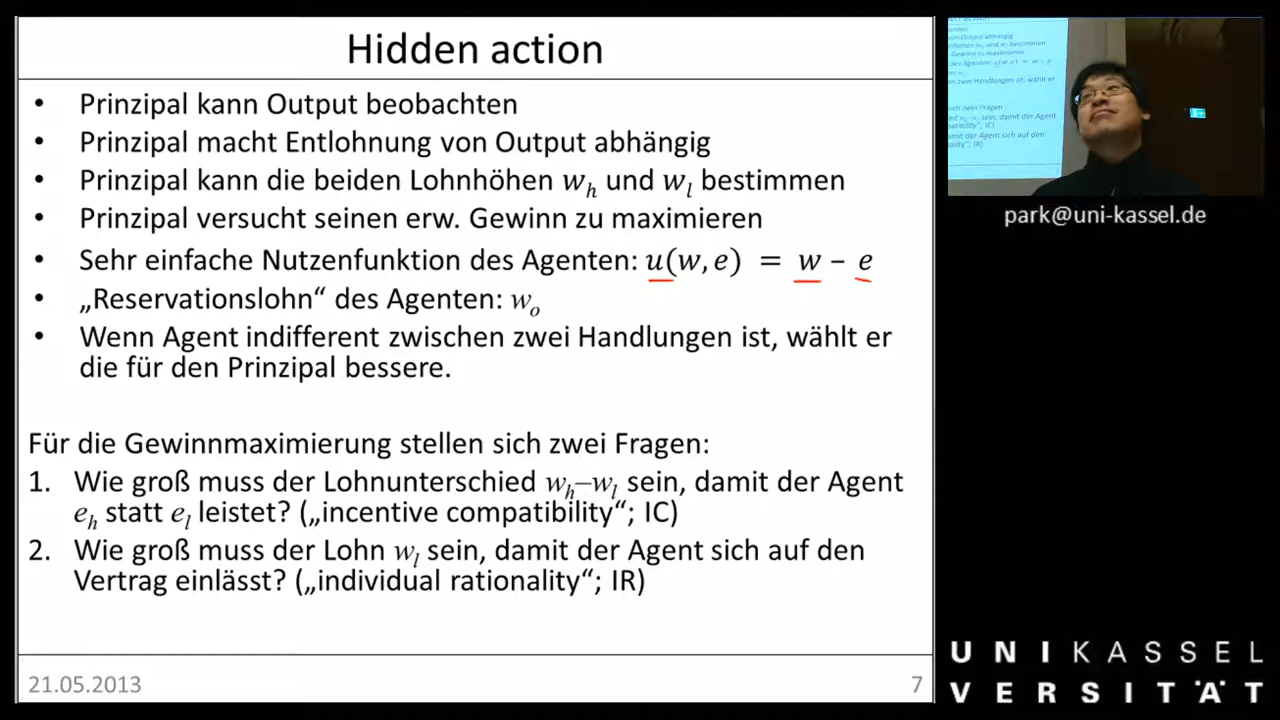 Hidden action
• Prinzipal kann Output beobachten
• Prinzipal macht Entlohnung von Output abhängig
• Prinzipal kann die beiden Lohnhöhen w_h und w_l bestimmen
• Prinzipal versucht seinen erw. Gewinn zu maximieren
• Sehr einfache Nutzenfunktion des Agenten: u(w, e) = w − e
• „Reservationslohn“ des Agenten: w_o
• Wenn Agent indifferent zwischen zwei Handlungen ist, wählt er
die für den Prinzipal bessere.
Für die Gewinnmaximierung stellen sich zwei Fragen:
1. Wie groß muss der Lohnunterschied w_h–w_l sein, damit der Agent
e_h statt e_l leistet? („incentive compatibility“; IC)
2. Wie groß muss der Lohn w_l sein, damit der Agent sich auf den
Vertrag einlässt? („individual rationality“; IR)
21.05.2013
7
park@uni-kassel.de
UNIKASSEL
VERSITÄT